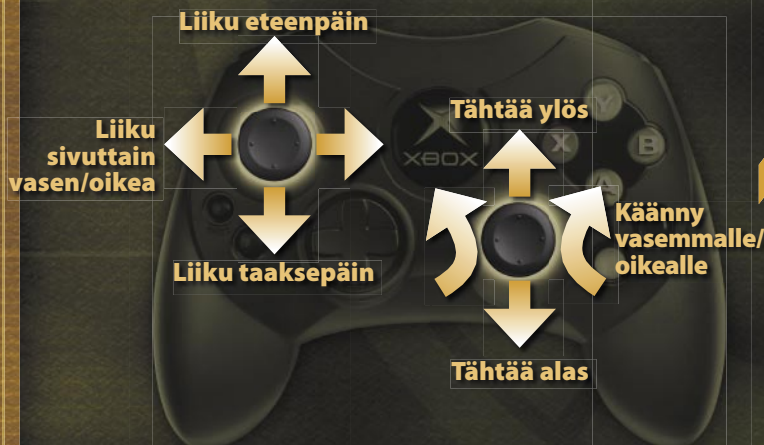 Liiku eteenpäin
Liiku
sivuttain
vasen/oikea
Liiku taaksepäin
Tähtää ylös
Käänny
vasemmalle/
oikealle
Tähtää alas
XBOX
Y
X
B
A